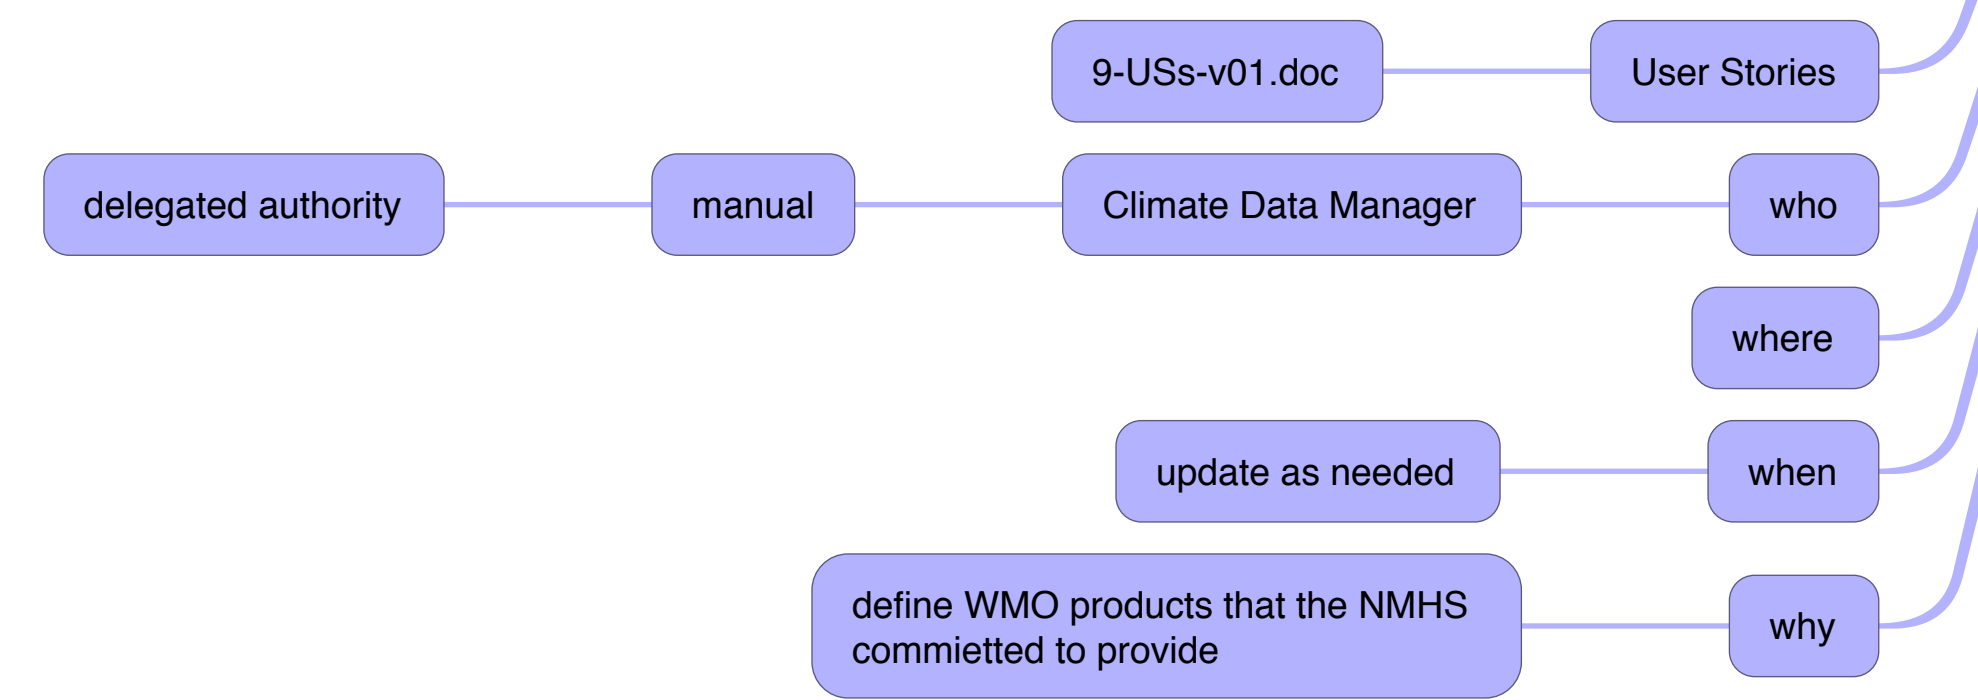 9-USs-v01.doc
User Stories
delegated authority
manual
Climate Data Manager
who
where
update as needed
when
define WMO products that the NMHS
commietted to provide
why